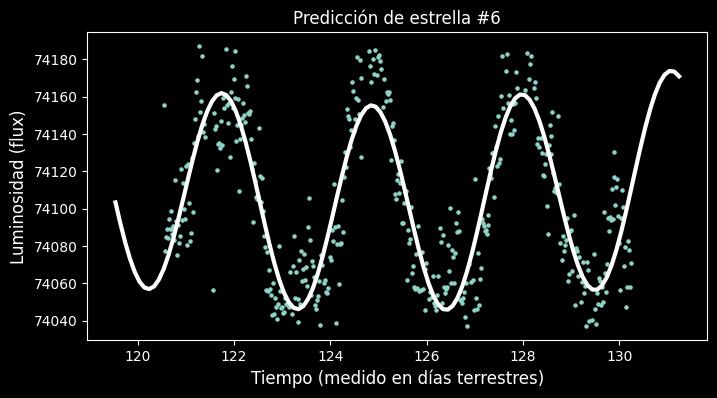 Predicción de estrella #6
Luminosidad (flux)
74180
74160
74140
74120
74100
74080
74060
74040
120 122 124 126 128 130
Tiempo (medido en días terrestres)